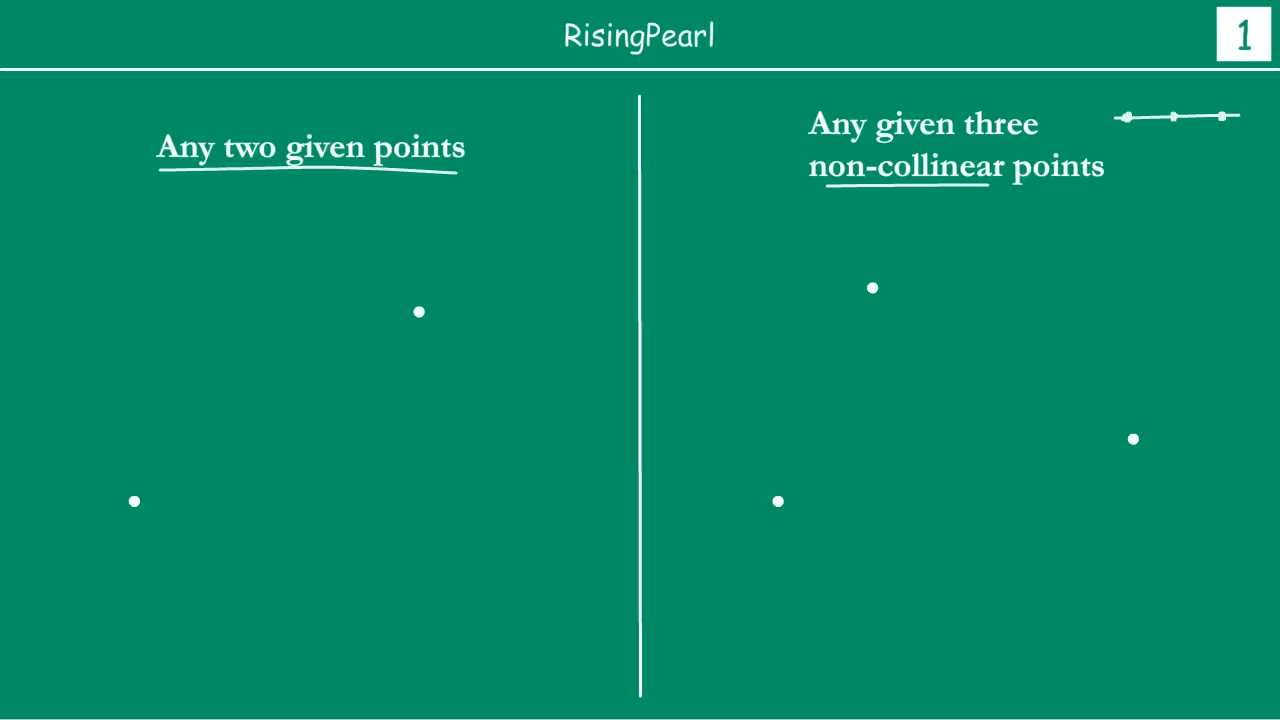 RisingPearl
1
Any two given points
Any given three
non-collinear points